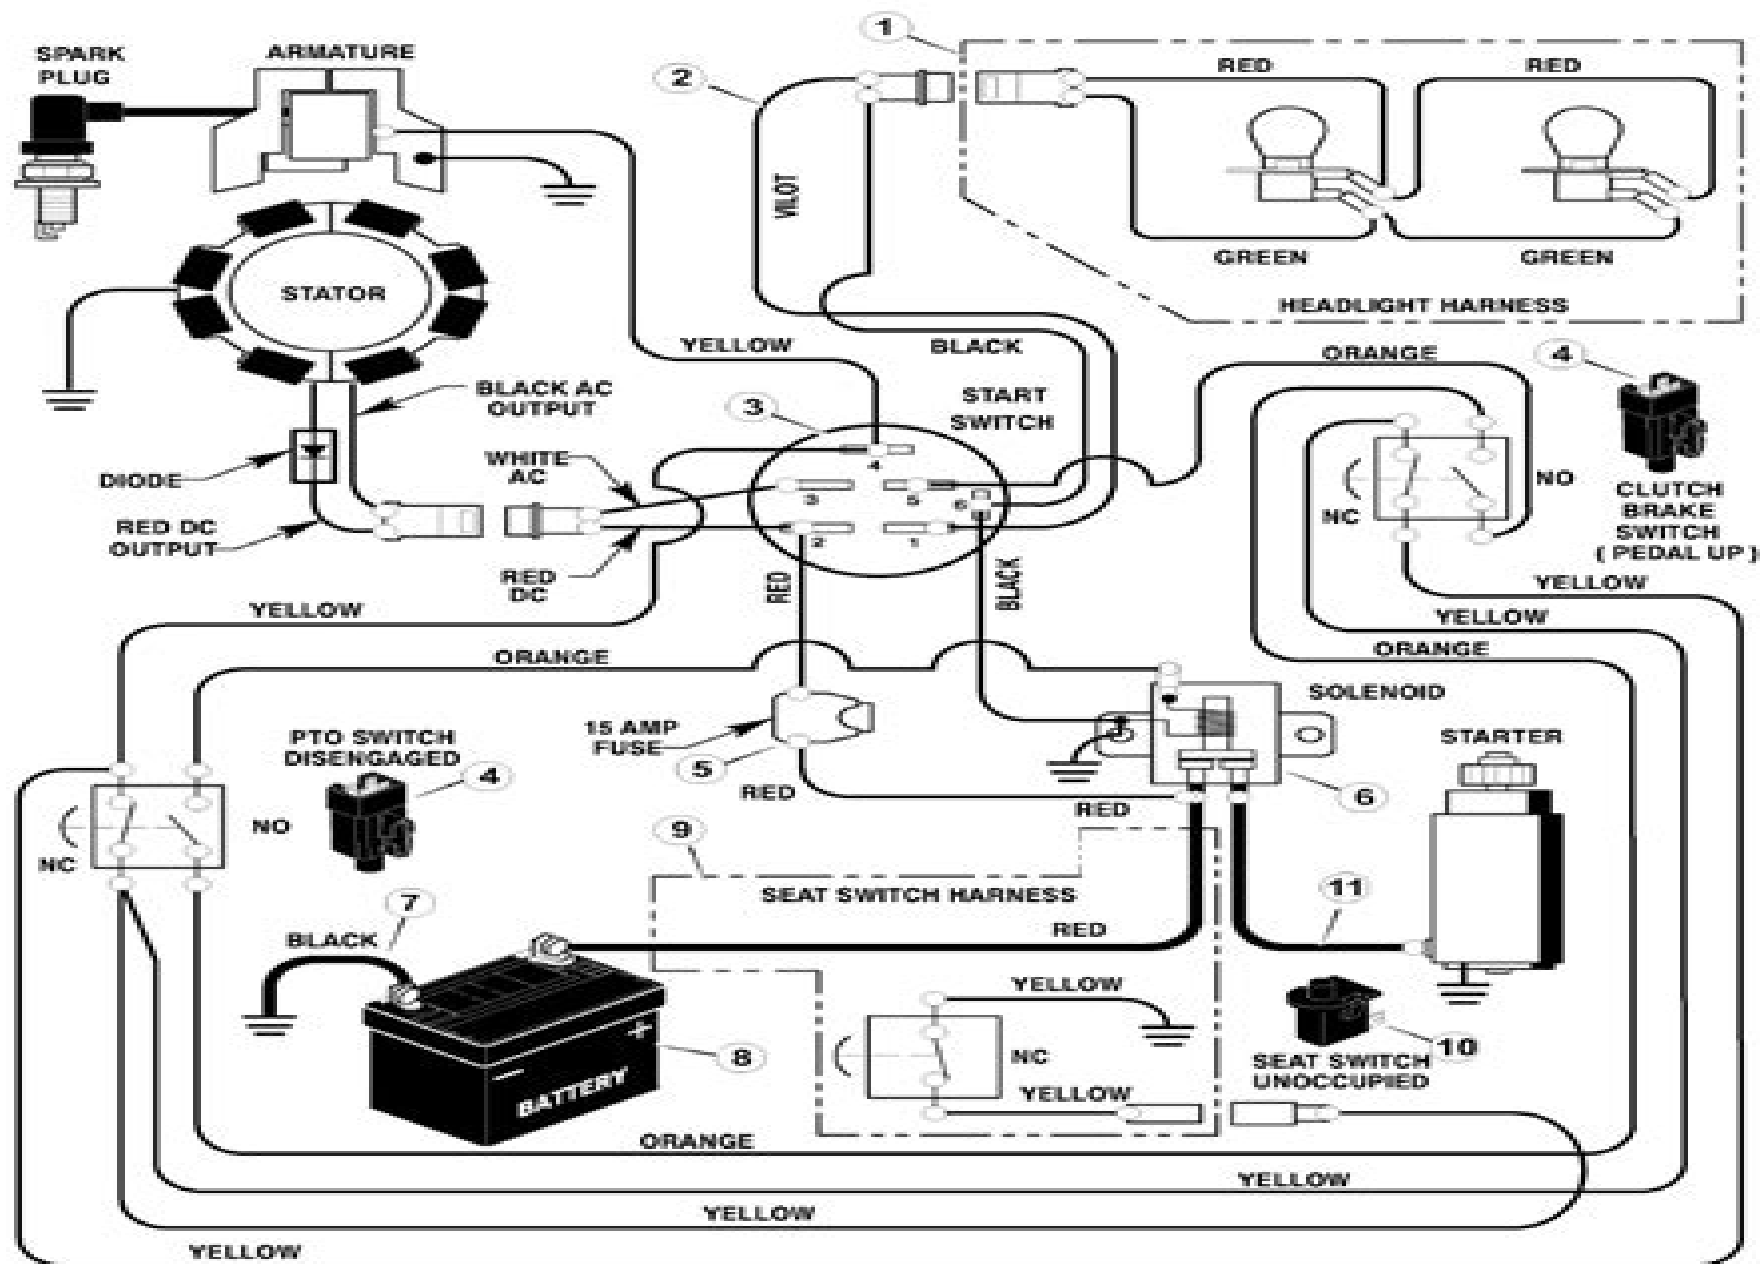 1
SPARK
PLUG
ARMATURE
2
RED
RED
VILOT
GREEN
GREEN
STATOR
HEADLIGHT HARNESS
YELLOW
BLACK
ORANGE
4
BLACK AC
OUTPUT
3
START
SWITCH
DIODE
WHITE
AC
4
3
5
6
2
1
NO
NC
CLUTCH
BRAKE
SWITCH
( PEDAL UP )
RED DC
OUTPUT
RED
DC
RED
BLACK
YELLOW
YELLOW
YELLOW
ORANGE
ORANGE
SOLENOID
15 AMP
FUSE
PTO SWITCH
DISENGAGED
STARTER
4
5
RED
6
RED
NO
NC
9
SEAT SWITCH HARNESS
11
7
BLACK
RED
YELLOW
8
NC
10
SEAT SWITCH
UNOCCUPIED
+
−
BATTERY
YELLOW
ORANGE
YELLOW
YELLOW
YELLOW